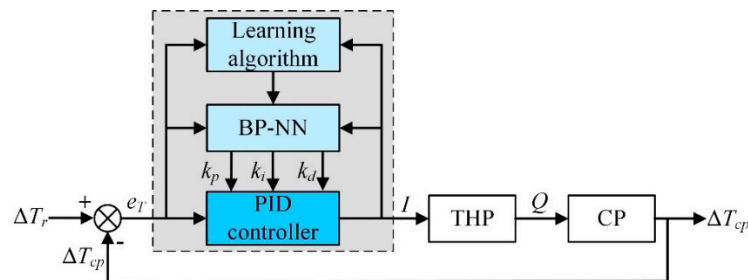 Learning
algorithm
BP-NN
k_p k_i k_d
ΔT_r + e_T PID
controller I THP Q CP ΔT_cp
ΔT_cp -